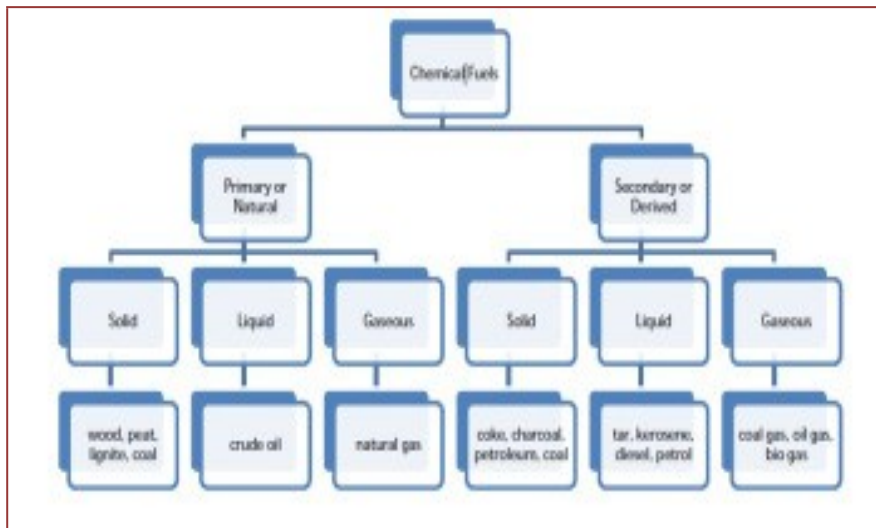 Chemical Fuels
Primary or
Natural
Secondary or
Derived
Solid
Liquid
Gaseous
Solid
Liquid
Gaseous
wood, peat,
lignite, coal
crude oil
natural gas
coke, charcoal,
petroleum, coal
tar, kerosene,
diesel, petrol
coal gas, oil gas,
bio gas